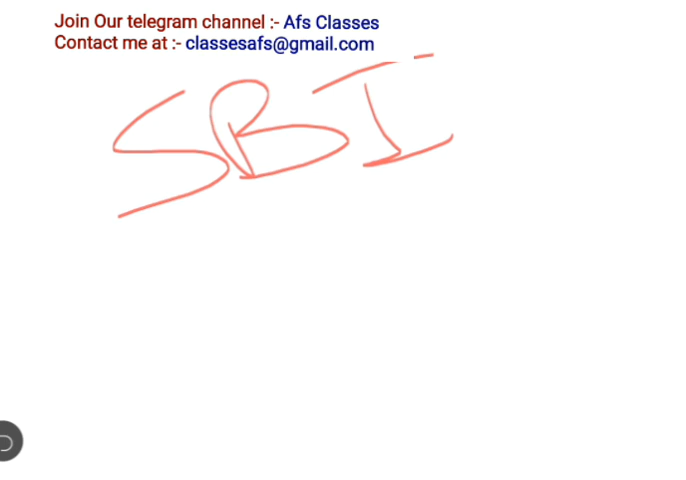 Join Our telegram channel :- Afs Classes
Contact me at :- classesafs@gmail.com
SBI